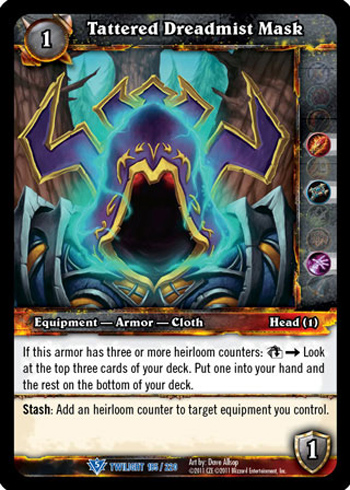 1
Tattered Dreadmist Mask
Equipment — Armor — Cloth Head (1)
If this armor has three or more heirloom counters: ➞ Look
at the top three cards of your deck. Put one into your hand and
the rest on the bottom of your deck.
Stash: Add an heirloom counter to target equipment you control.
1
Art by: Dave Allsop
TWILIGHT 185/220 ©2011 CZE ©2011 Blizzard Entertainment, Inc.